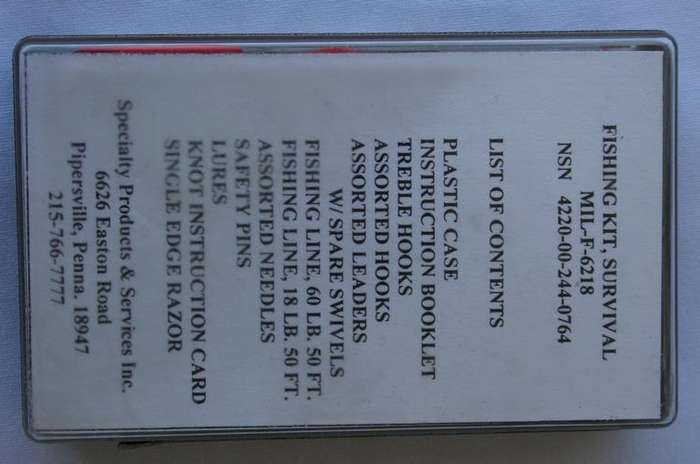 FISHING KIT, SURVIVAL
MIL-F-6218
NSN 4220-00-244-0764
LIST OF CONTENTS
PLASTIC CASE
INSTRUCTION BOOKLET
TREBLE HOOKS
ASSORTED HOOKS
ASSORTED LEADERS
W/ SPARE SWIVELS
FISHING LINE, 60 LB. 50 FT.
FISHING LINE, 18 LB. 50 FT.
ASSORTED NEEDLES
SAFETY PINS
LURES
KNOT INSTRUCTION CARD
SINGLE EDGE RAZOR
Specialty Products & Services Inc.
6626 Easton Road
Pipersville, Penna. 18947
215-766-7777